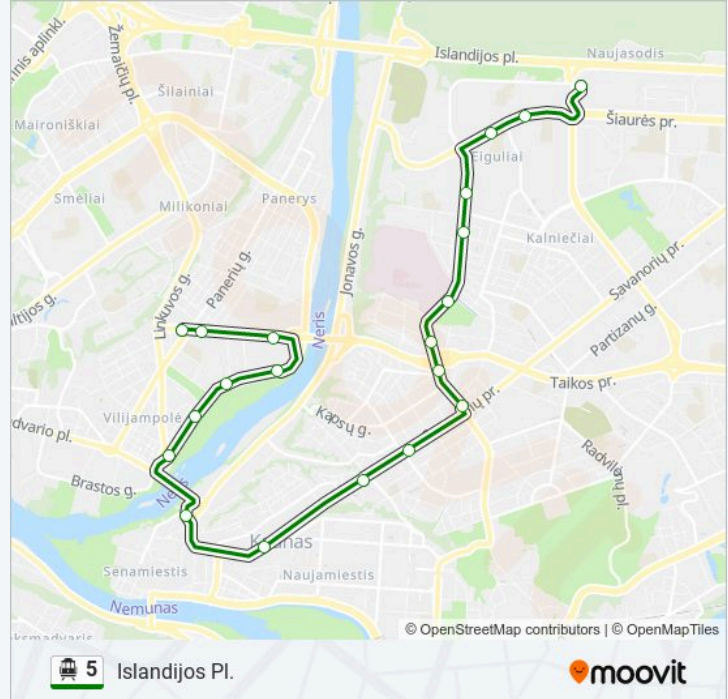 Islandijos pl.
Naujasodis
Žemaičių pl.
Šilainiai
Maironiškiai
Šiaurės pr.
Eiguliai
Smėliai
Panerys
Milikoniai
Jonavos g.
Kalniečiai
Savanorių pr.
Panerių g.
Linkuvos g.
Neris
Partizanų g.
Taikos pr.
Vilijampolė
Kapsų g.
Radvilėnų pl.
Brastos g.
Neris
Kaunas
Senamiestis
Naujamiestis
Nemunas
© OpenStreetMap contributors | © OpenMapTiles
5 Islandijos Pl.
moovit